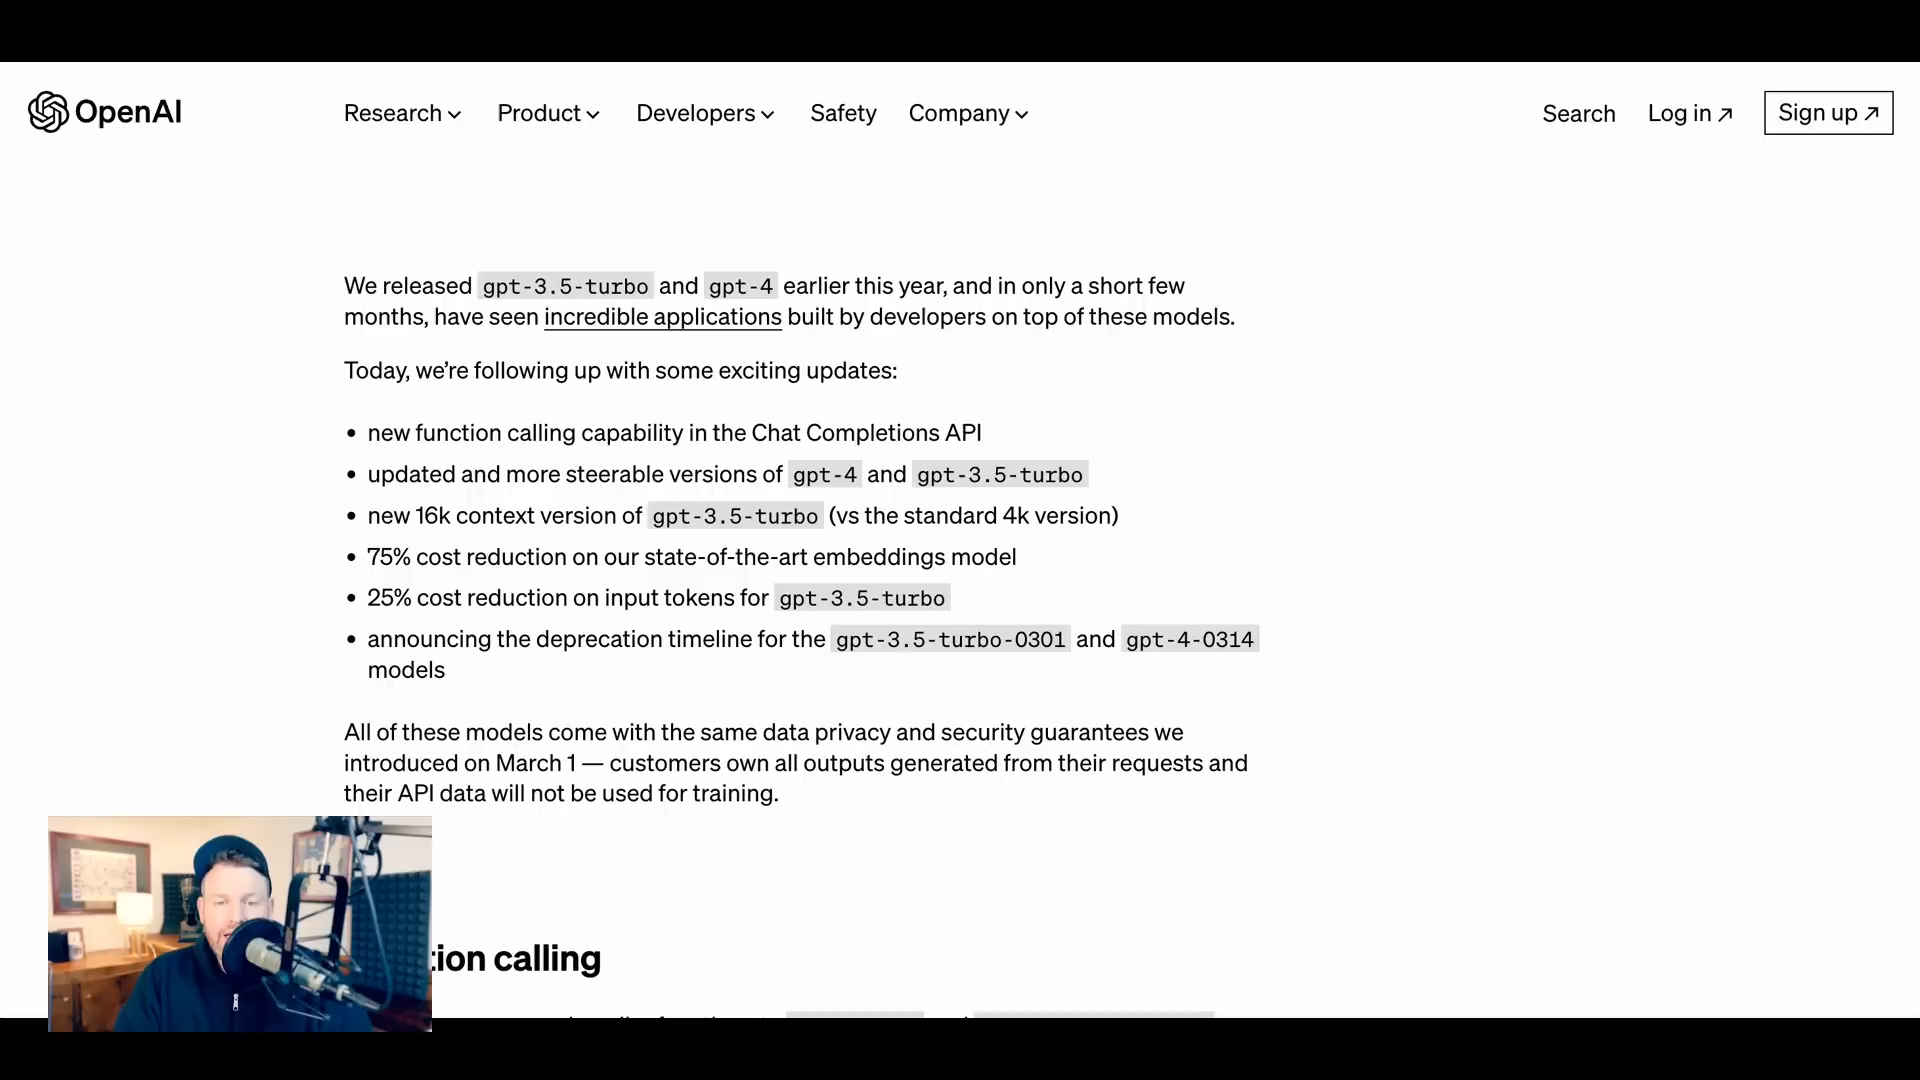 OpenAI
Research
Product
Developers
Safety
Company
Search
Log in
Sign up
We released gpt-3.5-turbo and gpt-4 earlier this year, and in only a short few
months, have seen incredible applications built by developers on top of these models.
Today, we’re following up with some exciting updates:
• new function calling capability in the Chat Completions API
• updated and more steerable versions of gpt-4 and gpt-3.5-turbo
• new 16k context version of gpt-3.5-turbo (vs the standard 4k version)
• 75% cost reduction on our state-of-the-art embeddings model
• 25% cost reduction on input tokens for gpt-3.5-turbo
• announcing the deprecation timeline for the gpt-3.5-turbo-0301 and gpt-4-0314
models
All of these models come with the same data privacy and security guarantees we
introduced on March 1 — customers own all outputs generated from their requests and
their API data will not be used for training.
tion calling